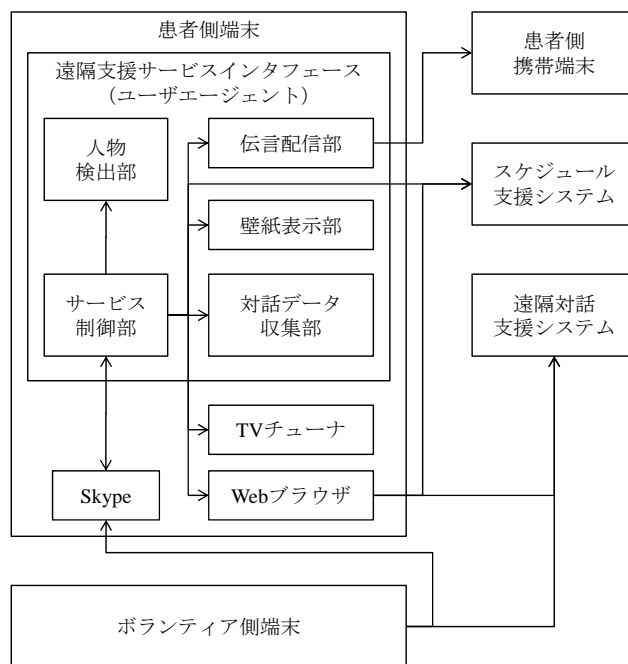 患者側端末
遠隔支援サービスインタフェース
（ユーザエージェント）
人物
検出部
伝言配信部
壁紙表示部
サービス
制御部
対話データ
収集部
TVチューナ
Skype
Webブラウザ
患者側
携帯端末
スケジュール
支援システム
遠隔対話
支援システム
ボランティア側端末